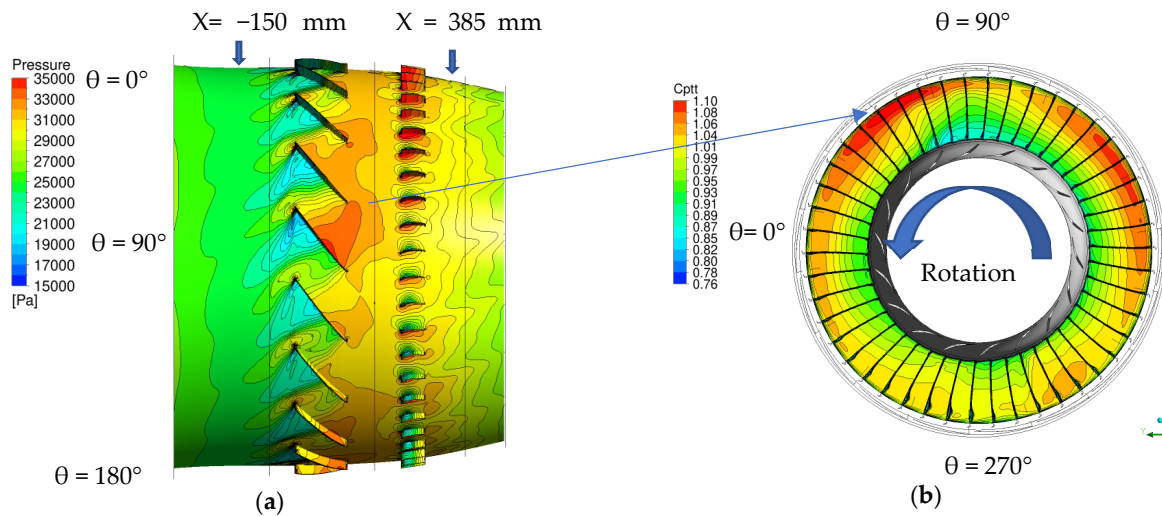 X= −150 mm
X = 385 mm
θ = 90°
Pressure
35000
33000
31000
29000
27000
25000
23000
21000
19000
17000
15000
[Pa]
θ = 0°
θ = 90°
θ = 180°
(a)
Cptt
1.10
1.08
1.06
1.04
1.01
0.99
0.97
0.95
0.93
0.91
0.89
0.87
0.85
0.82
0.80
0.78
0.76
θ= 0°
Rotation
Y
θ = 270°
(b)